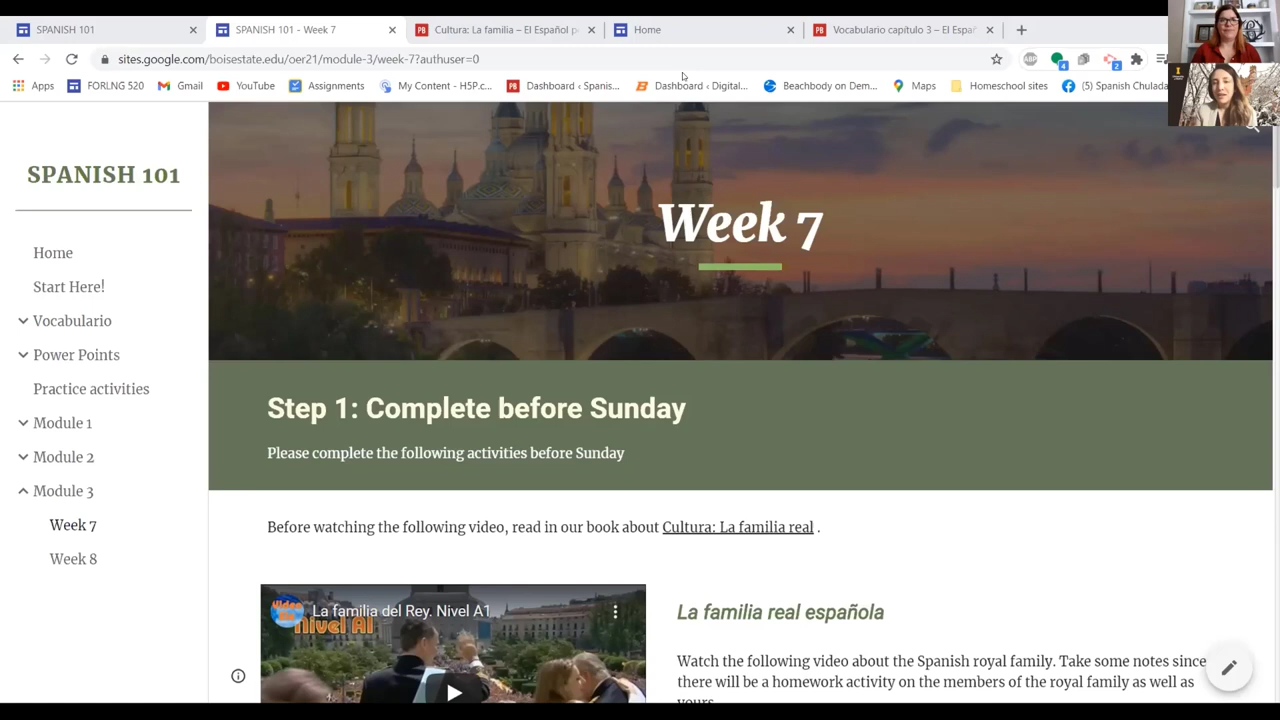 SPANISH 101
SPANISH 101 - Week 7
Cultura: La familia – El Español p
Home
Vocabulario capítulo 3 – El Españ
sites.google.com/boisestate.edu/oer21/module-3/week-7?authuser=0
ABP
4
2
Apps
FORLNG 520
Gmail
YouTube
Assignments
My Content - H5P.c...
Dashboard ‹ Spanis...
Dashboard ‹ Digital...
Beachbody on Dem...
Maps
Homeschool sites
(5) Spanish Chulada
SPANISH 101
Home
Start Here!
Vocabulario
Power Points
Practice activities
Module 1
Module 2
Module 3
Week 7
Week 8
Week 7
Step 1: Complete before Sunday
Please complete the following activities before Sunday
Before watching the following video, read in our book about Cultura: La familia real .
La familia del Rey. Nivel A1
Nivel A1
La familia real española
Watch the following video about the Spanish royal family. Take some notes since
there will be a homework activity on the members of the royal family as well as
yours.